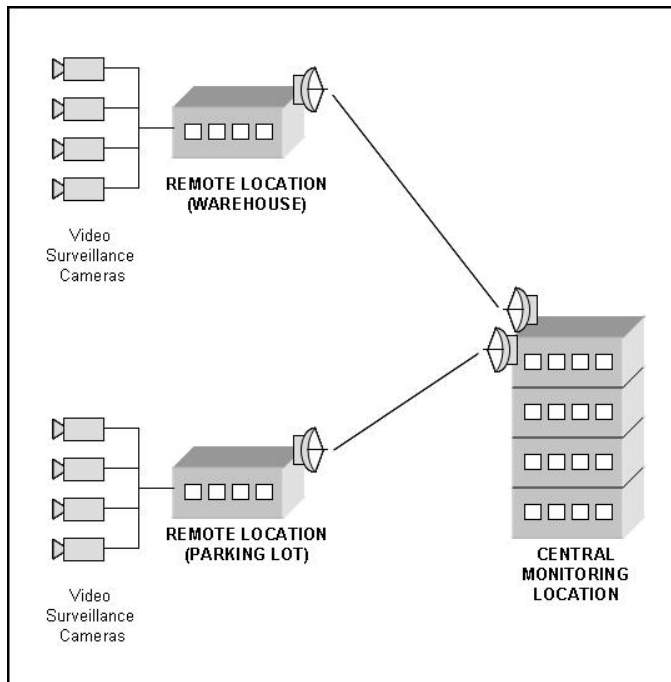 REMOTE LOCATION
(WAREHOUSE)
Video
Surveillance
Cameras
REMOTE LOCATION
(PARKING LOT)
Video
Surveillance
Cameras
CENTRAL
MONITORING
LOCATION